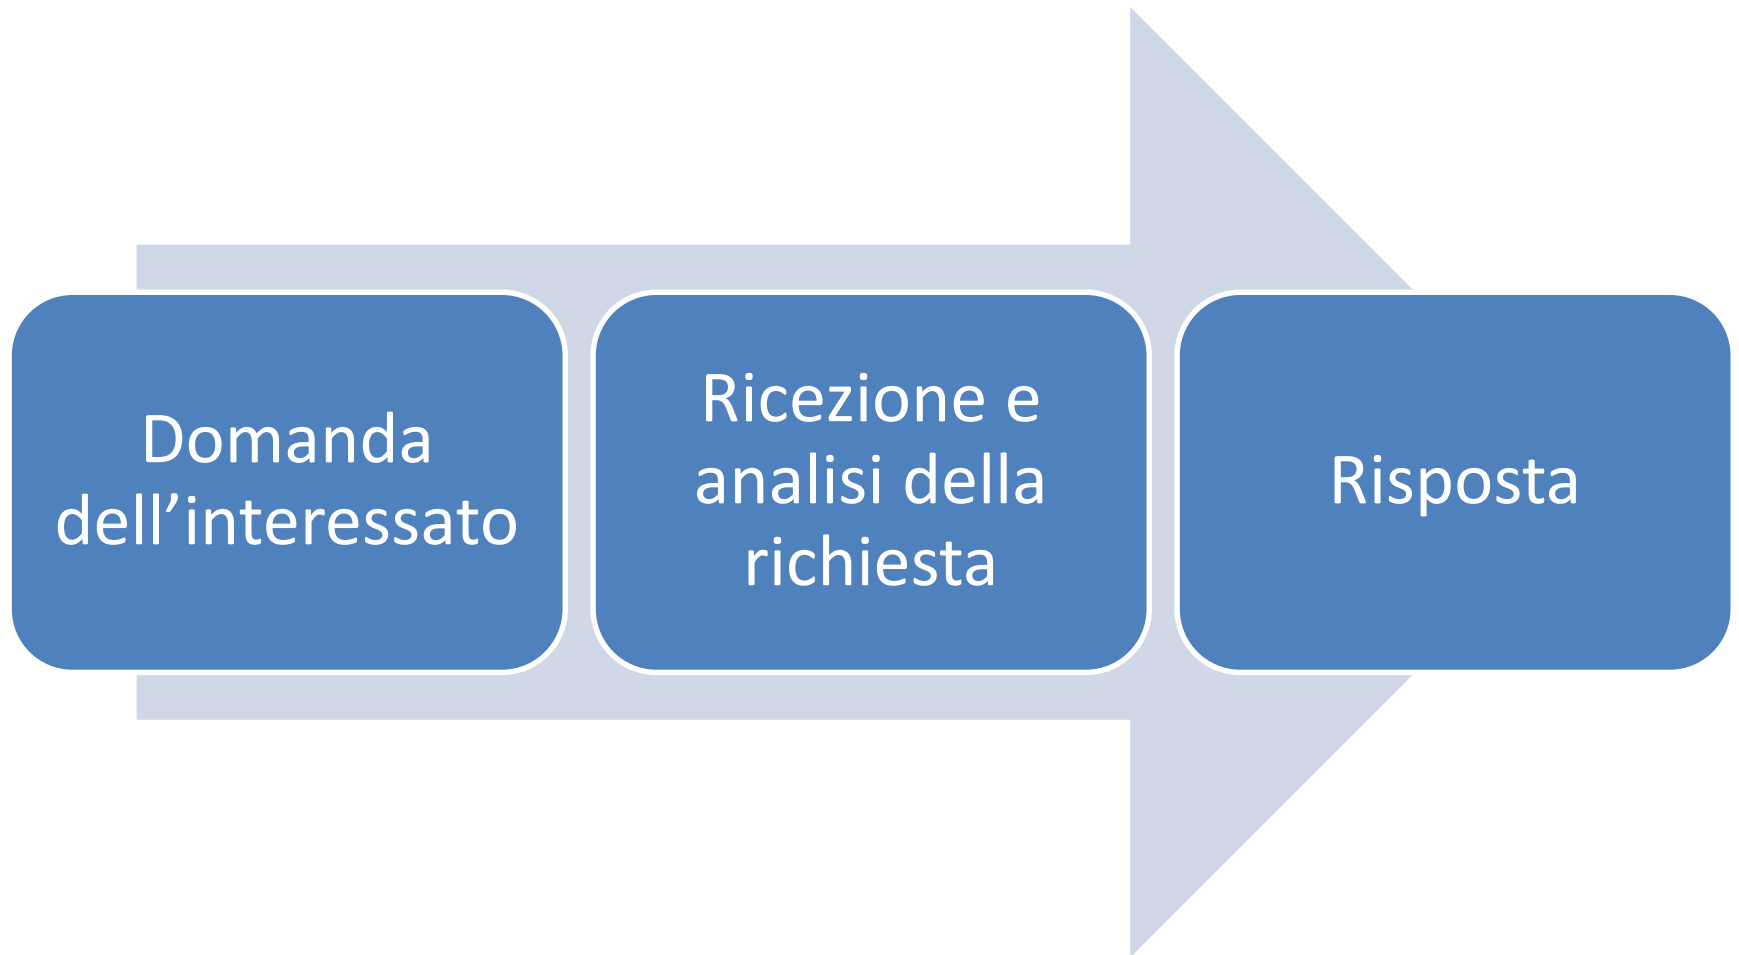 Domanda
dell’interessato
Ricezione e
analisi della
richiesta
Risposta